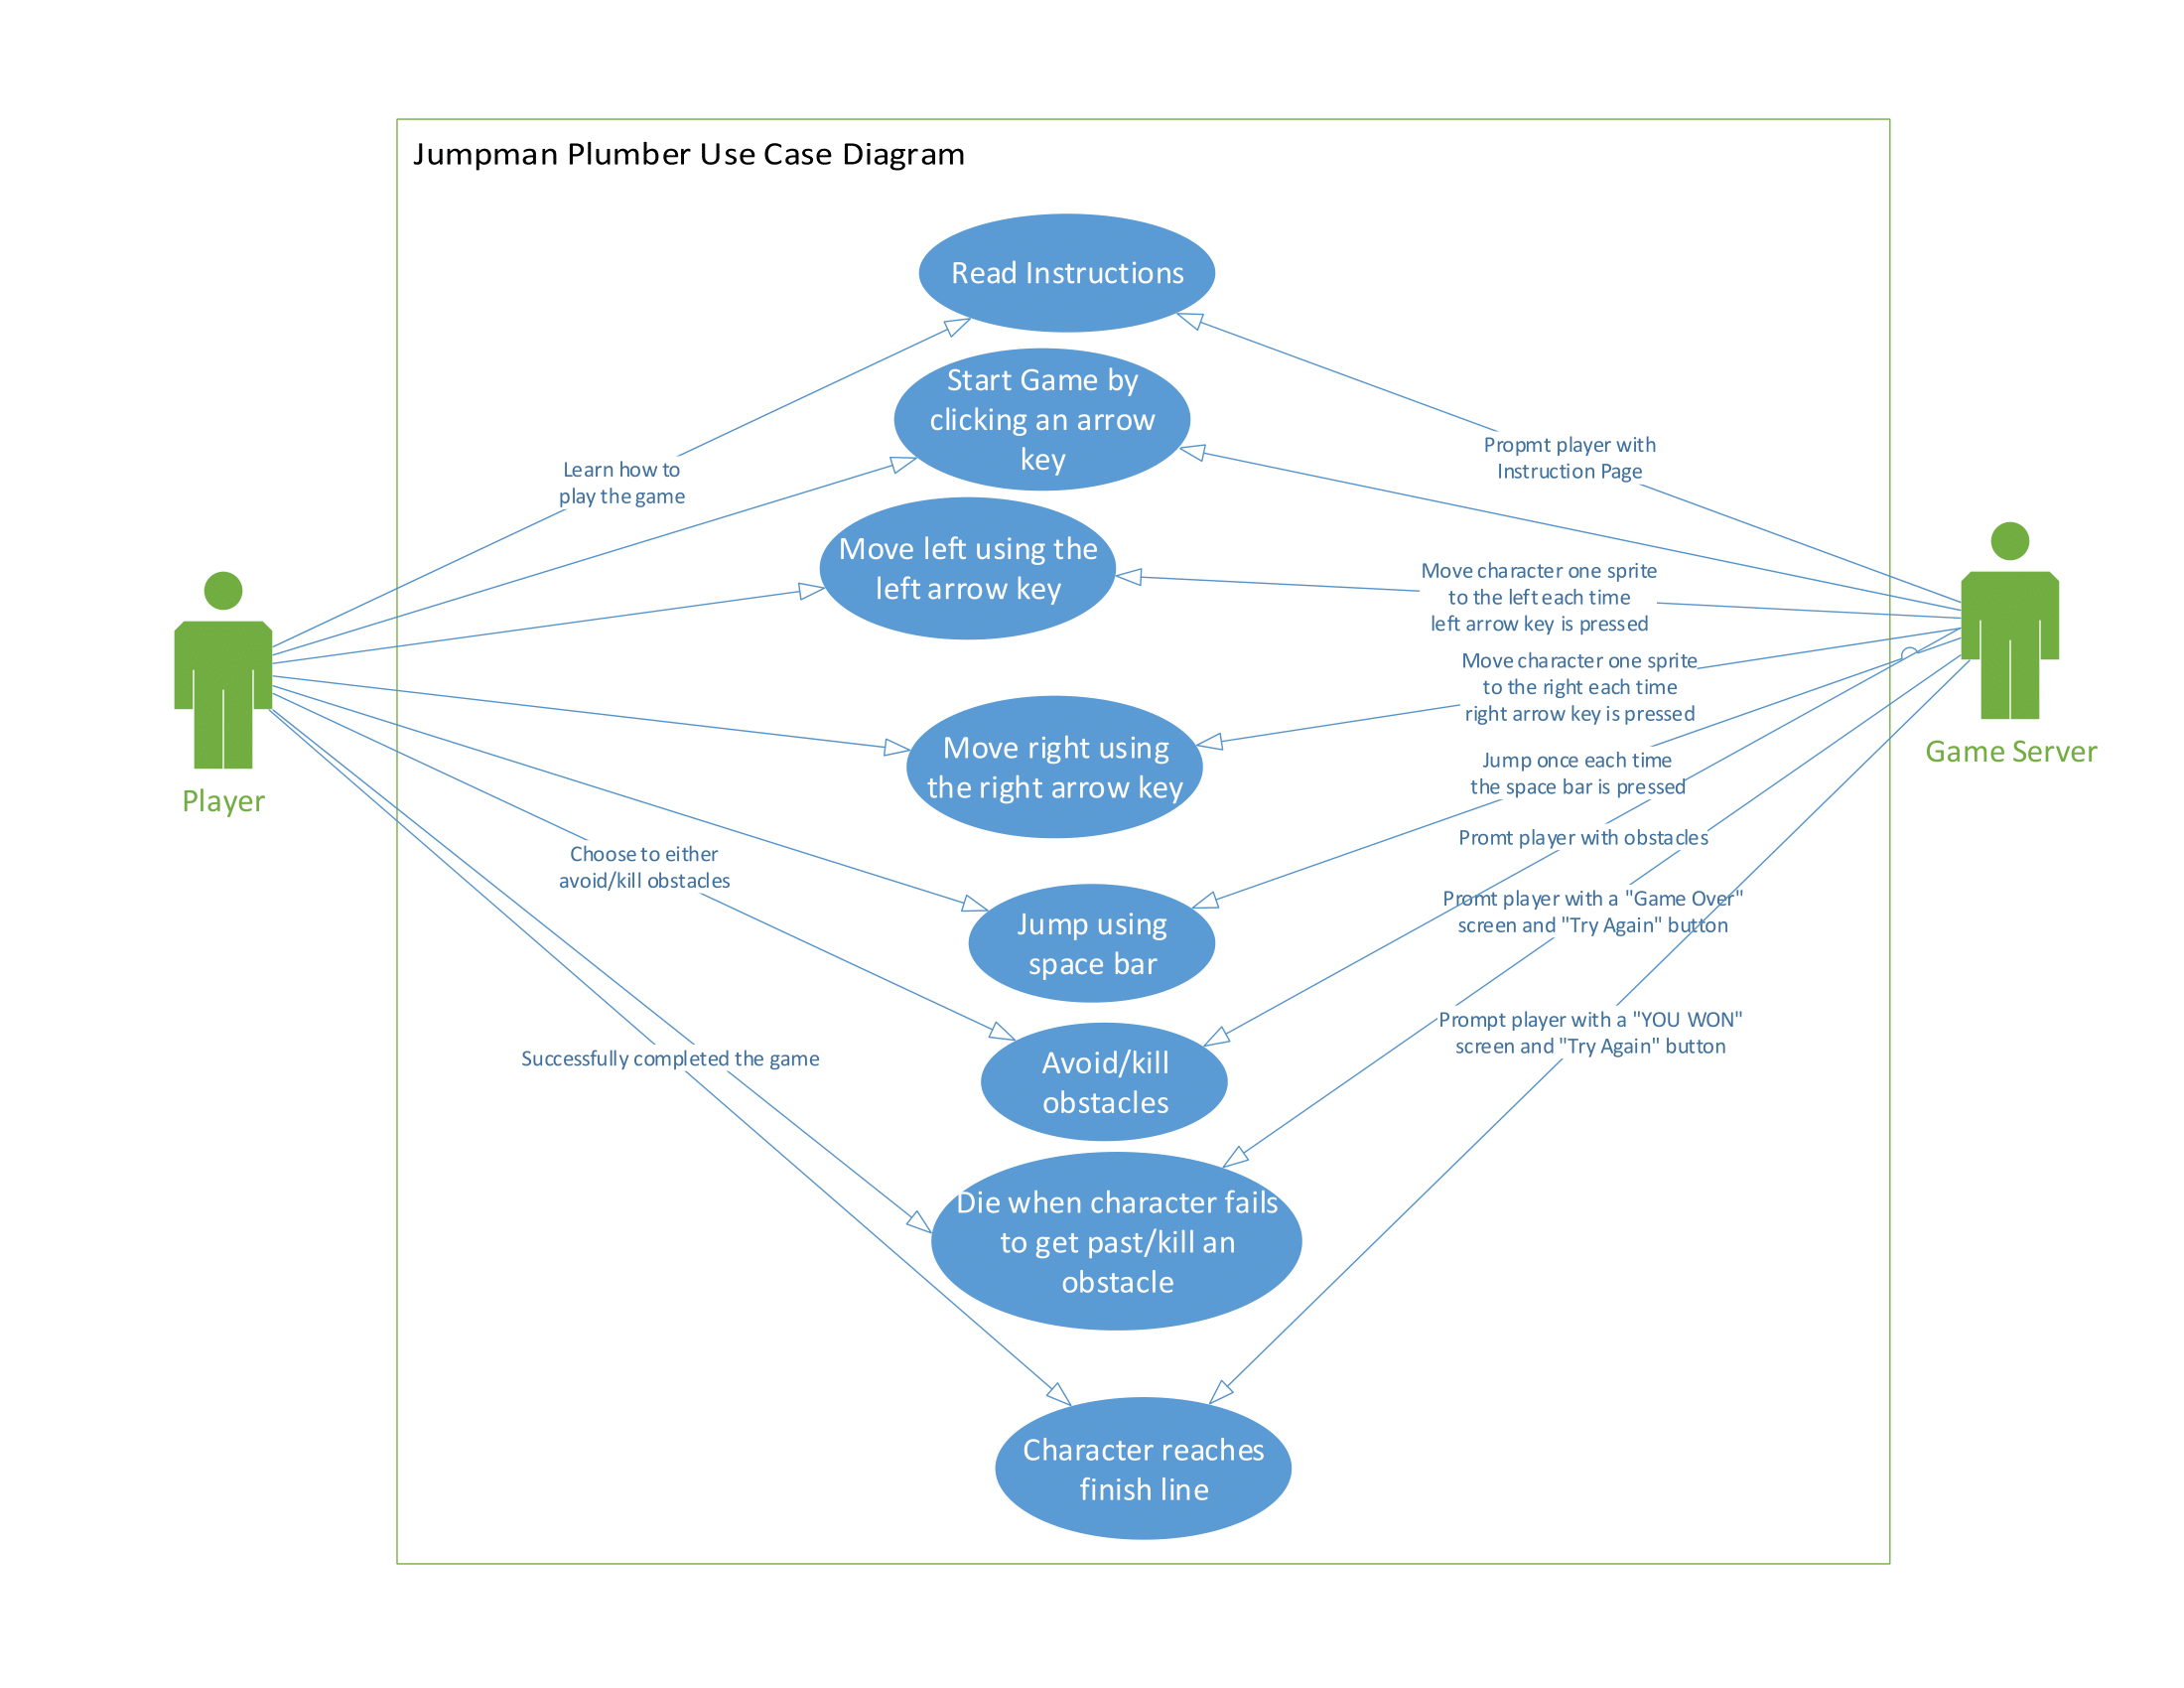 Jumpman Plumber Use Case Diagram
Read Instructions
Start Game by
clicking an arrow
key
Propmt player with
Instruction Page
Learn how to
play the game
Move left using the
left arrow key
Move character one sprite
to the left each time
left arrow key is pressed
Move character one sprite
to the right each time
right arrow key is pressed
Move right using
the right arrow key
Game Server
Player
Jump once each time
the space bar is pressed
Promt player with obstacles
Choose to either
avoid/kill obstacles
Promt player with a "Game Over"
screen and "Try Again" button
Jump using
space bar
Prompt player with a "YOU WON"
screen and "Try Again" button
Successfully completed the game
Avoid/kill
obstacles
Die when character fails
to get past/kill an
obstacle
Character reaches
finish line